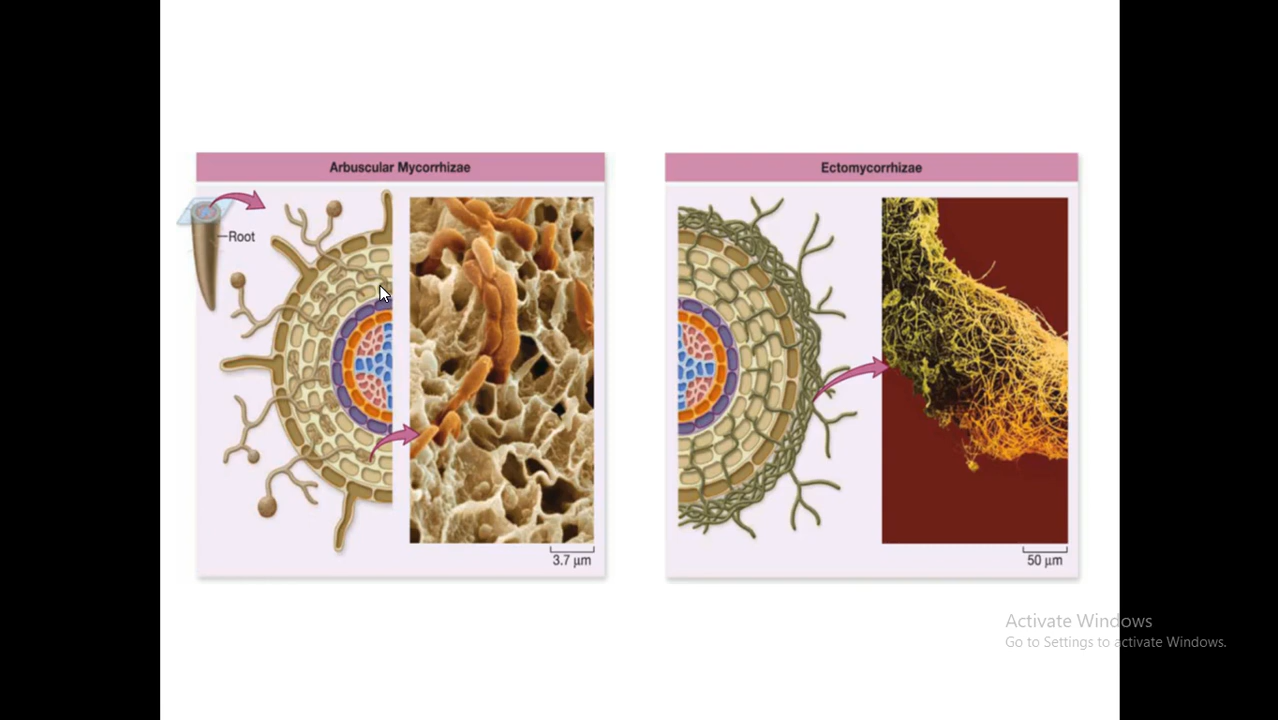 Arbuscular Mycorrhizae
Root
3.7 µm
Ectomycorrhizae
50 µm
Activate Windows
Go to Settings to activate Windows.